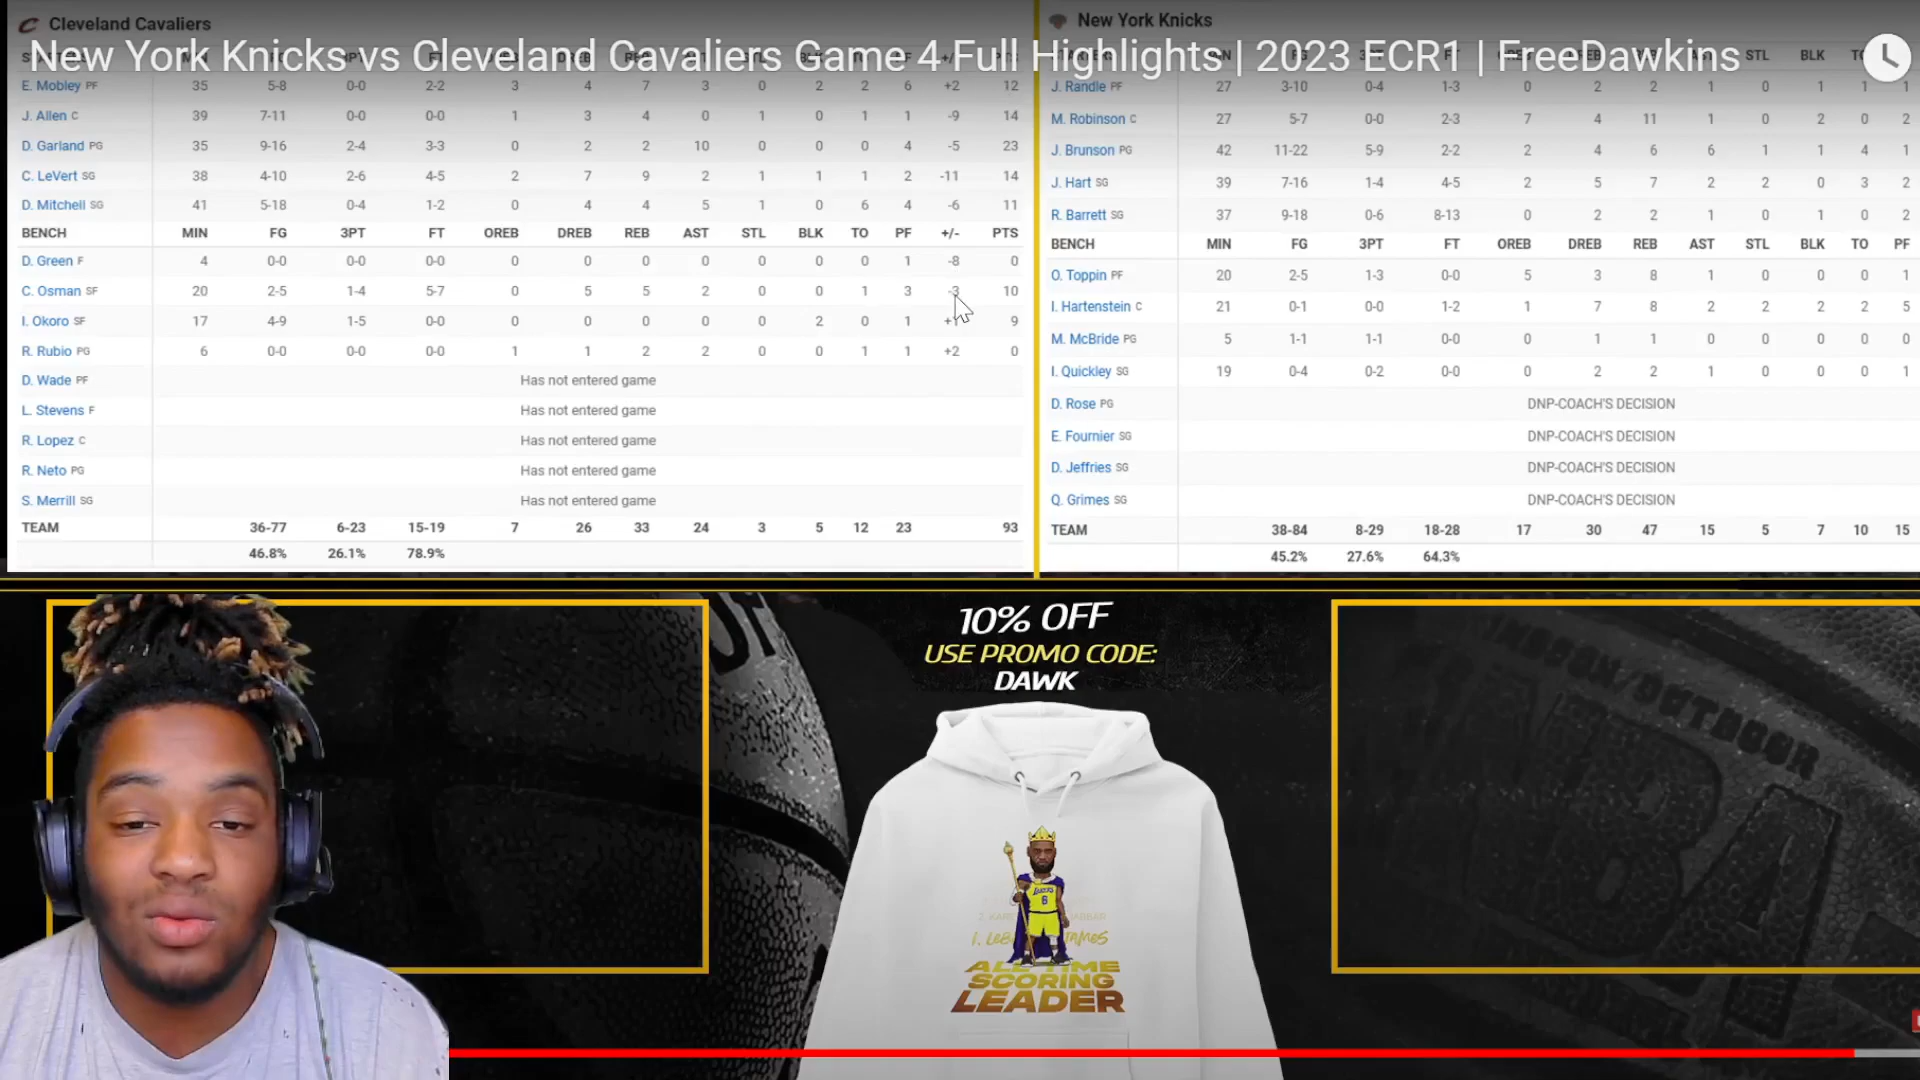 Cleveland Cavaliers
New York Knicks
New York Knicks vs Cleveland Cavaliers Game 4 Full Highlights | 2023 ECR1 | FreeDawkins
STL BLK
E. Mobley PF 35 5-8 0-0 2-2 3 4 7 3 0 2 2 6 +2 12
J. Allen C 39 7-11 0-0 0-0 1 3 4 0 1 0 1 1 -9 14
D. Garland PG 35 9-16 2-4 3-3 0 2 2 10 0 0 0 4 -5 23
C. LeVert SG 38 4-10 2-6 4-5 2 7 9 2 1 1 1 2 -11 14
D. Mitchell SG 41 5-18 0-4 1-2 0 4 4 5 1 0 6 4 -6 11
BENCH MIN FG 3PT FT OREB DREB REB AST STL BLK TO PF +/- PTS
D. Green F 4 0-0 0-0 0-0 0 0 0 0 0 0 0 1 -8 0
C. Osman SF 20 2-5 1-4 5-7 0 5 5 2 0 0 1 3 -3 10
I. Okoro SF 17 4-9 1-5 0-0 0 0 0 0 0 2 0 1 9
R. Rubio PG 6 0-0 0-0 0-0 1 1 2 2 0 0 1 1 +2 0
D. Wade PF Has not entered game
L. Stevens F Has not entered game
R. Lopez C Has not entered game
R. Neto PG Has not entered game
S. Merrill SG Has not entered game
TEAM 36-77 6-23 15-19 7 26 33 24 3 5 12 23 93
46.8% 26.1% 78.9%
J. Randle PF 27 3-10 0-4 1-3 0 2 2 1 0 1 1 1
M. Robinson C 27 5-7 0-0 2-3 7 4 11 1 0 2 0 2
J. Brunson PG 42 11-22 5-9 2-2 2 4 6 6 1 1 4 1
J. Hart SG 39 7-16 1-4 4-5 2 5 7 2 2 0 3 2
R. Barrett SG 37 9-18 0-6 8-13 0 2 2 1 0 1 0 2
BENCH MIN FG 3PT FT OREB DREB REB AST STL BLK TO PF
O. Toppin PF 20 2-5 1-3 0-0 5 3 8 1 0 0 0 1
I. Hartenstein C 21 0-1 0-0 1-2 1 7 8 2 2 2 2 5
M. McBride PG 5 1-1 1-1 0-0 0 1 1 0 0 0 0 0
I. Quickley SG 19 0-4 0-2 0-0 0 2 2 1 0 0 0 1
D. Rose PG DNP-COACH'S DECISION
E. Fournier SG DNP-COACH'S DECISION
D. Jeffries SG DNP-COACH'S DECISION
Q. Grimes SG DNP-COACH'S DECISION
TEAM 38-84 8-29 18-28 17 30 47 15 5 7 10 15
45.2% 27.6% 64.3%
10% OFF
USE PROMO CODE:
DAWK
LAKERS
6
ALL-TIME
SCORING
LEADER
INDOOR/OUTDOOR